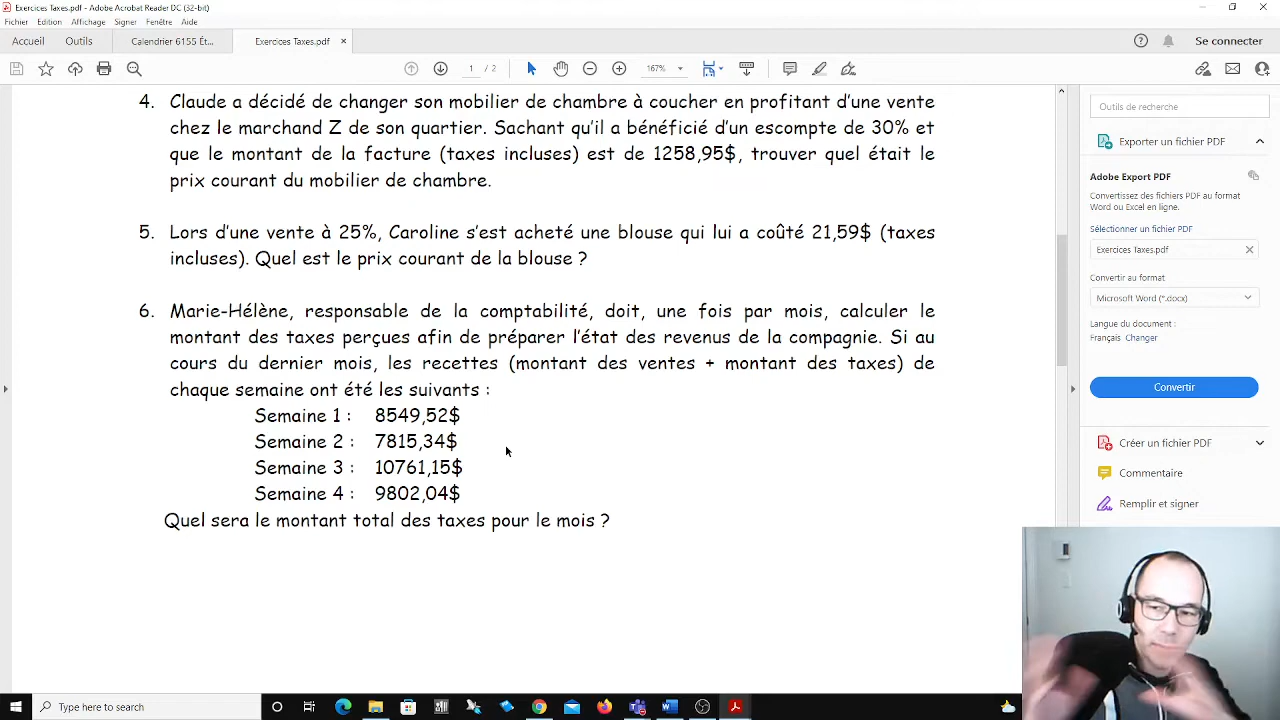 Exercices Taxes.pdf - Adobe Acrobat Reader DC (32-bit)
Fichier Edition Affichage Signer Fenêtre Aide
Accueil Outils Calendrier 6155 Ét... Exercices Taxes.pdf × Se connecter
1 / 2 167%
4. Claude a décidé de changer son mobilier de chambre à coucher en profitant d'une vente
chez le marchand Z de son quartier. Sachant qu'il a bénéficié d'un escompte de 30% et
que le montant de la facture (taxes incluses) est de 1258,95$, trouver quel était le
prix courant du mobilier de chambre.
5. Lors d'une vente à 25%, Caroline s'est acheté une blouse qui lui a coûté 21,59$ (taxes
incluses). Quel est le prix courant de la blouse ?
6. Marie-Hélène, responsable de la comptabilité, doit, une fois par mois, calculer le
montant des taxes perçues afin de préparer l'état des revenus de la compagnie. Si au
cours du dernier mois, les recettes (montant des ventes + montant des taxes) de
chaque semaine ont été les suivants :
Semaine 1 : 8549,52$
Semaine 2 : 7815,34$
Semaine 3 : 10761,15$
Semaine 4 : 9802,04$
Quel sera le montant total des taxes pour le mois ?
Outils de recherche
Exporter un fichier PDF
Adobe Export PDF
Convertissez des fichiers PDF au format
Word ou Excel en ligne.
Sélectionner un fichier PDF
Exercices Taxes.pdf
Convertir au format
Microsoft Word (*.docx)
Langue du document :
Français Changer
Convertir
Créer un fichier PDF
Commentaire
Remplir et signer
Type here to search